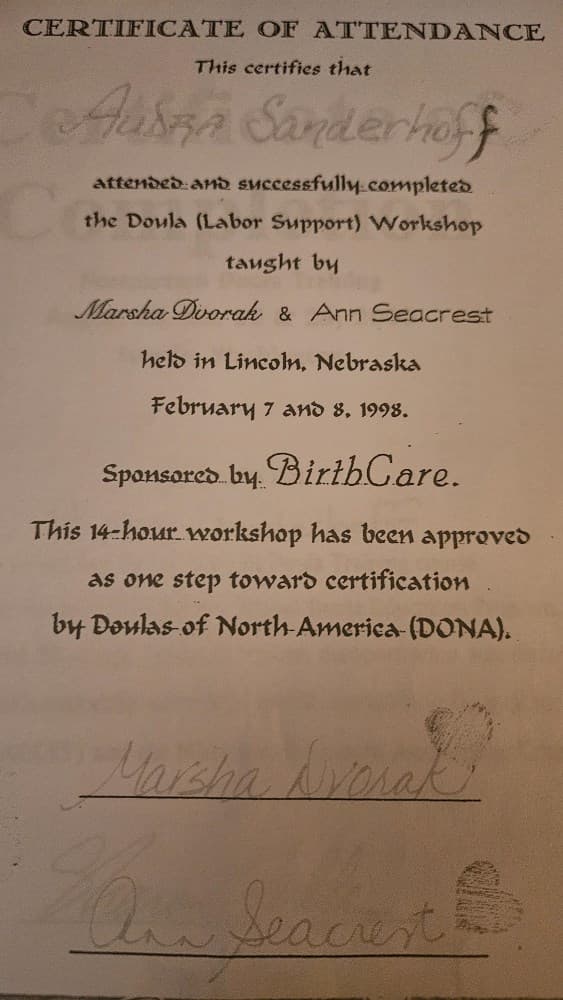 CERTIFICATE OF ATTENDANCE
This certifies that
Sanderhoff
attended and successfully completed
the Doula (Labor Support) Workshop
taught by
Marsha Dvorak & Ann Seacrest
held in Lincoln, Nebraska
February 7 and 8, 1998.
Sponsored by BirthCare.
This 14-hour workshop has been approved
as one step toward certification
by Doulas of North America (DONA).
Marsha Dvorak
Ann Seacrest